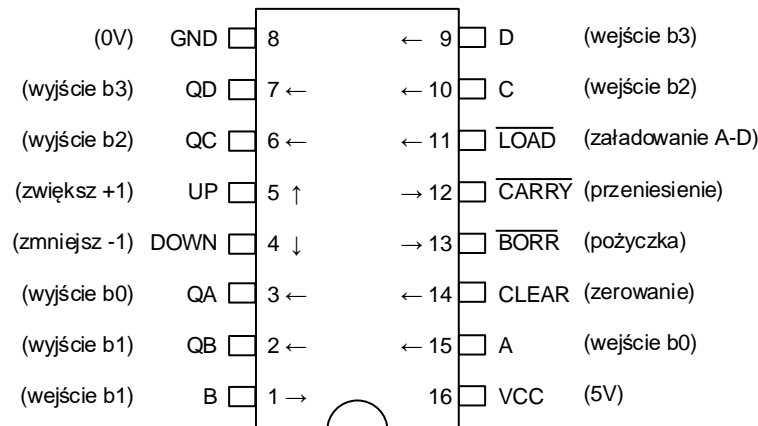 (0V) GND 8 ← 9 D (wejście b3)
(wyjście b3) QD 7 ← ← 10 C (wejście b2)
(wyjście b2) QC 6 ← ← 11 LOAD (załadowanie A-D)
(zwiększ +1) UP 5 ↑ → 12 CARRY (przeniesienie)
(zmniejsz -1) DOWN 4 ↓ → 13 BORR (pożyczka)
(wyjście b0) QA 3 ← ← 14 CLEAR (zerowanie)
(wyjście b1) QB 2 ← ← 15 A (wejście b0)
(wejście b1) B 1 → 16 VCC (5V)